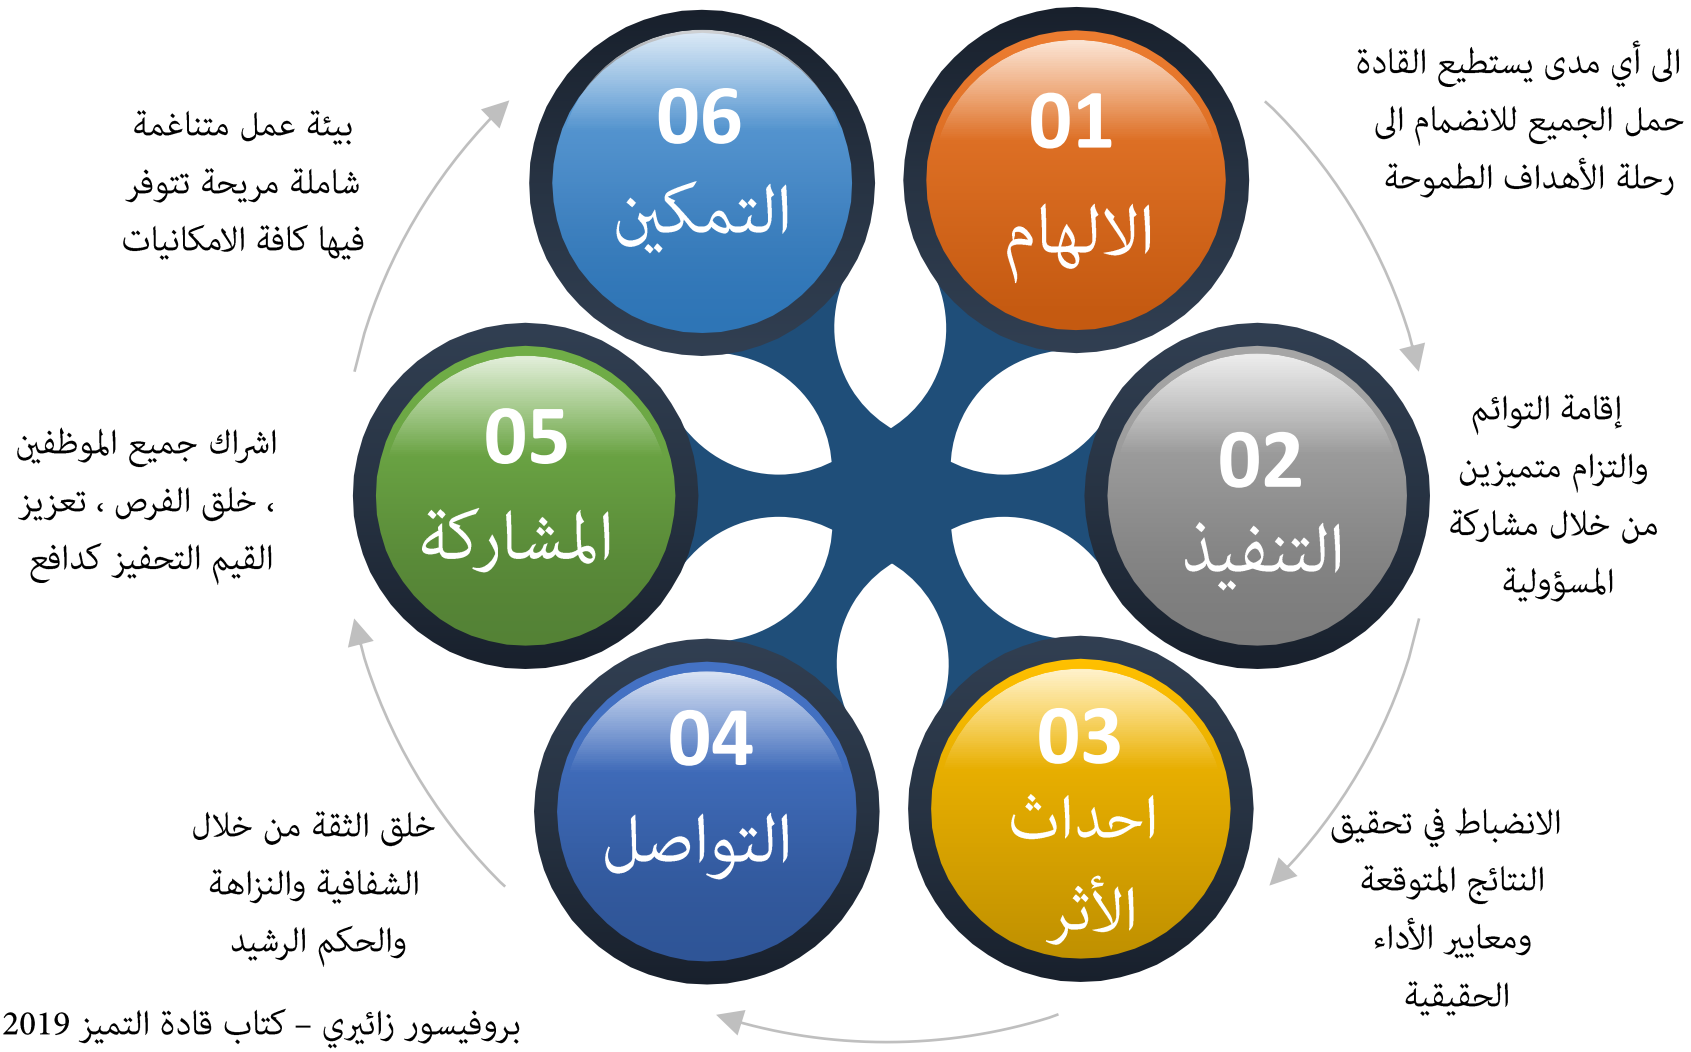 01
الالهام
الى أي مدى يستطيع القادة
حمل الجميع للانضمام الى
رحلة الأهداف الطموحة
02
التنفيذ
إقامة التوائم
والتزام متميزين
من خلال مشاركة
المسؤولية
03
احداث
الأثر
الانضباط في تحقيق
النتائج المتوقعة
ومعايير الأداء
الحقيقية
04
التواصل
خلق الثقة من خلال
الشفافية والنزاهة
والحكم الرشيد
05
المشاركة
اشراك جميع الموظفين
، خلق الفرص ، تعزيز
القيم التحفيز كدافع
06
التمكين
بيئة عمل متناغمة
شاملة مريحة تتوفر
فيها كافة الامكانيات
بروفيسور زائيري – كتاب قادة التميز 2019